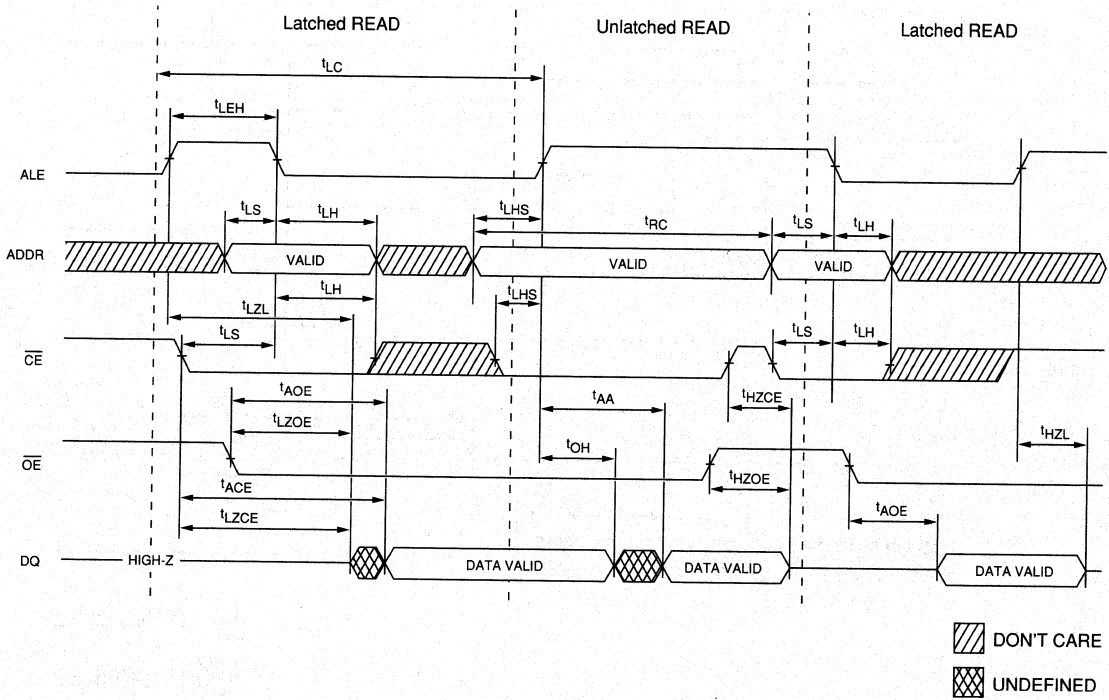 Latched READ Unlatched READ Latched READ
tLC
tLEH
ALE
tLS tLH tLHS tRC tLS tLH
ADDR VALID VALID VALID
tLH tLHS
tLZL
tLS tLS tLH
CE
tAOE tAA tHZCE
tLZOE tOH tHZL
OE
tACE tHZOE
tLZCE tAOE
DQ HIGH-Z DATA VALID DATA VALID DATA VALID
DON'T CARE
UNDEFINED